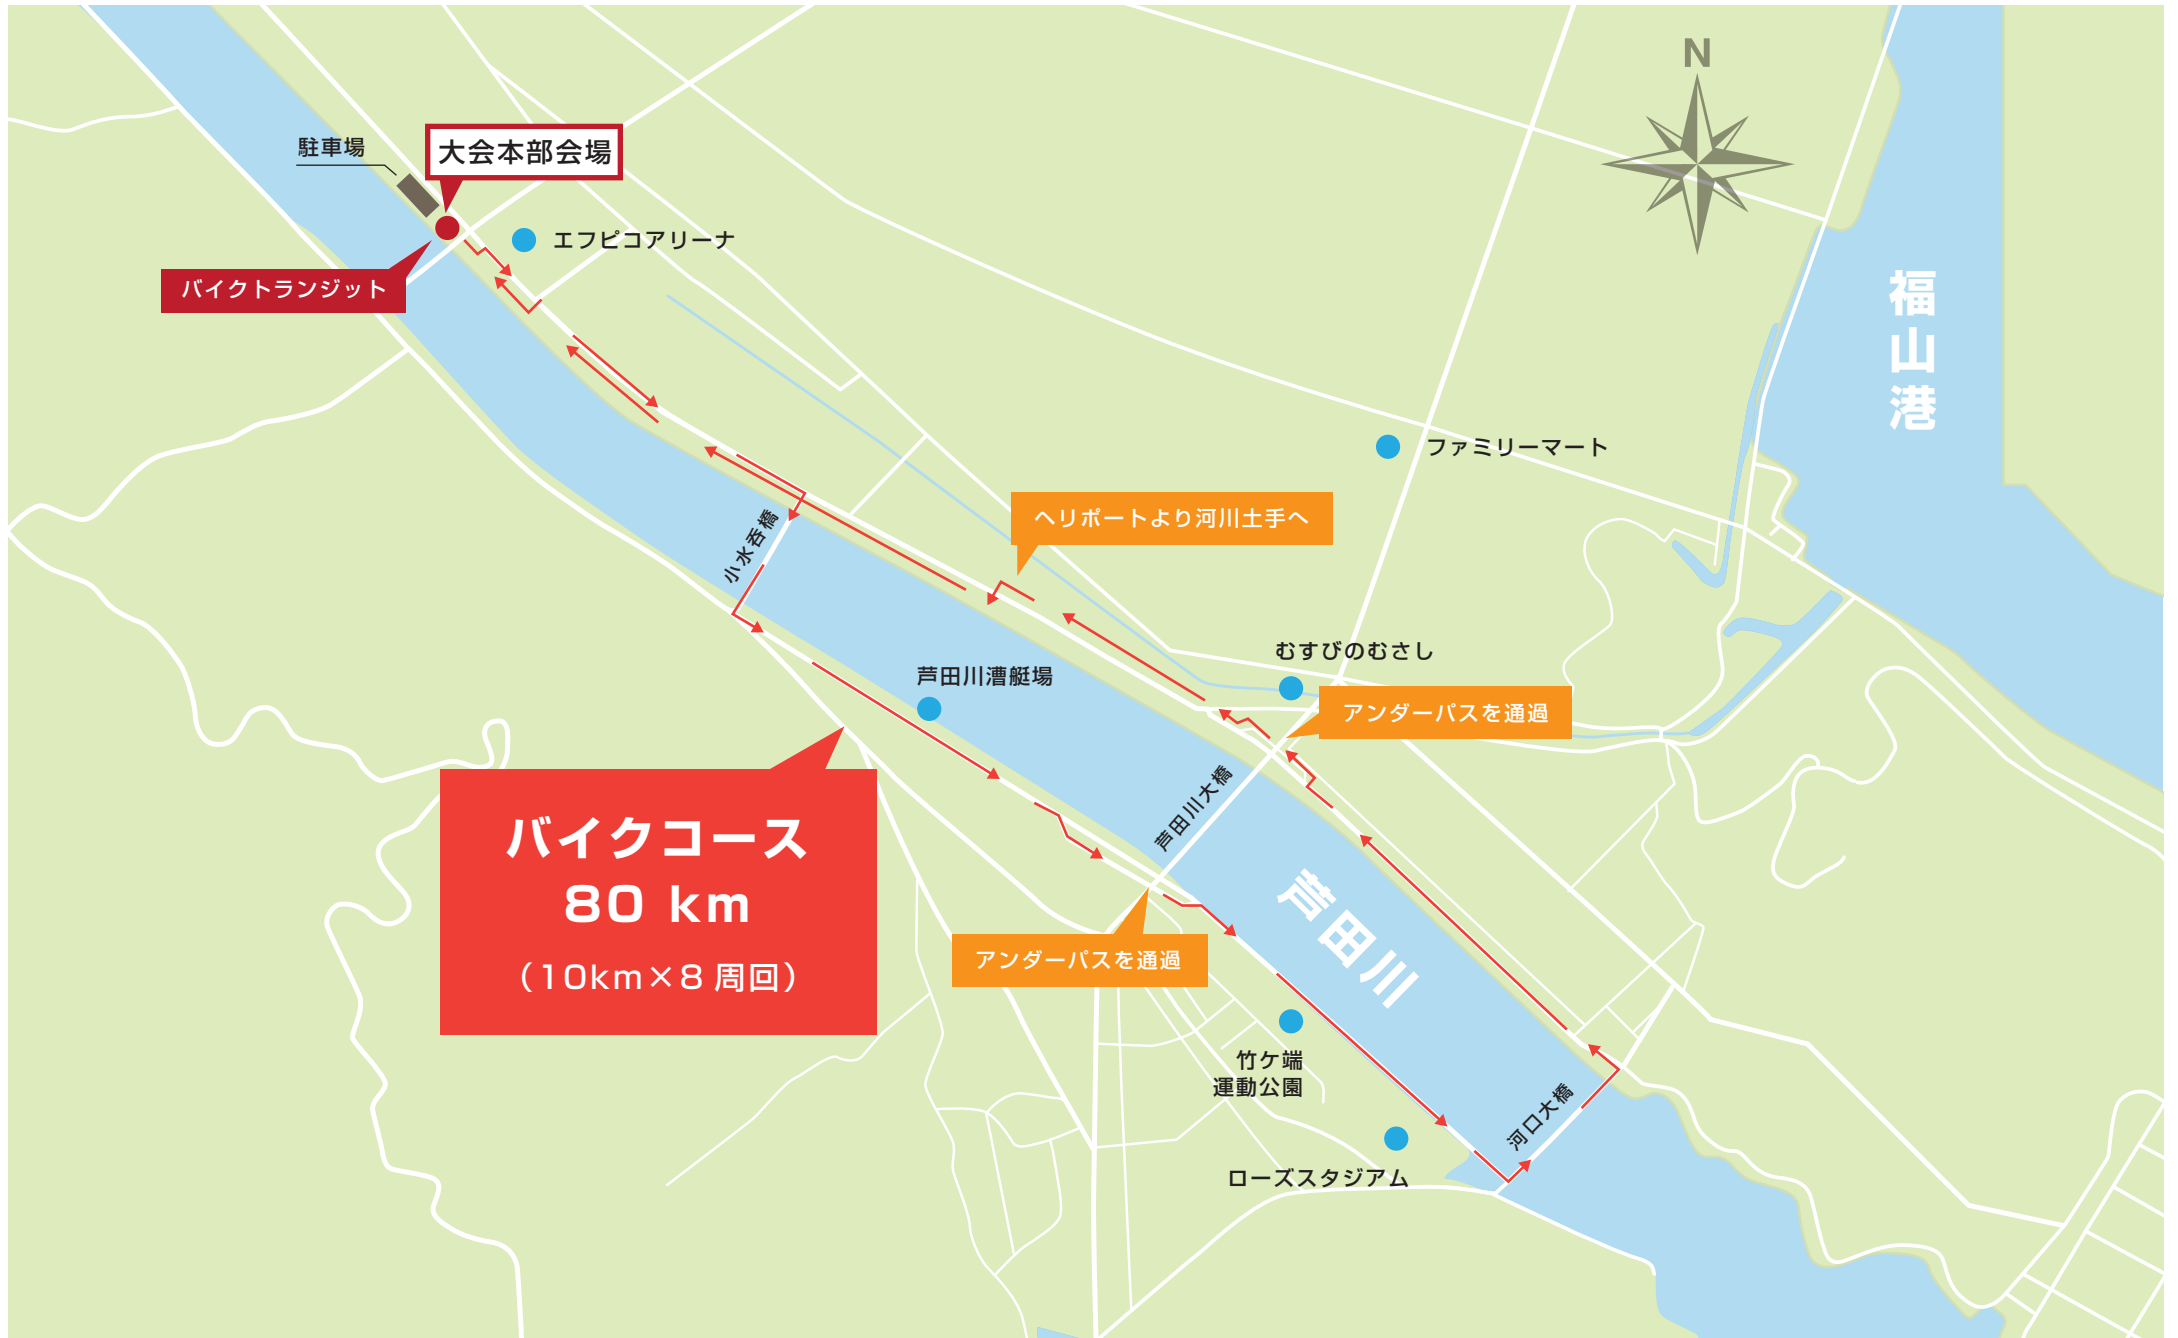 N
駐車場
大会本部会場
エフピコアリーナ
バイクトランジット
福山港
ファミリーマート
ヘリポートより河川土手へ
小水呑橋
むすびのむさし
芦田川漕艇場
アンダーパスを通過
芦田川大橋
バイクコース
80 km
（10km×8 周回）
芦田川
アンダーパスを通過
竹ケ端
運動公園
河口大橋
ローズスタジアム